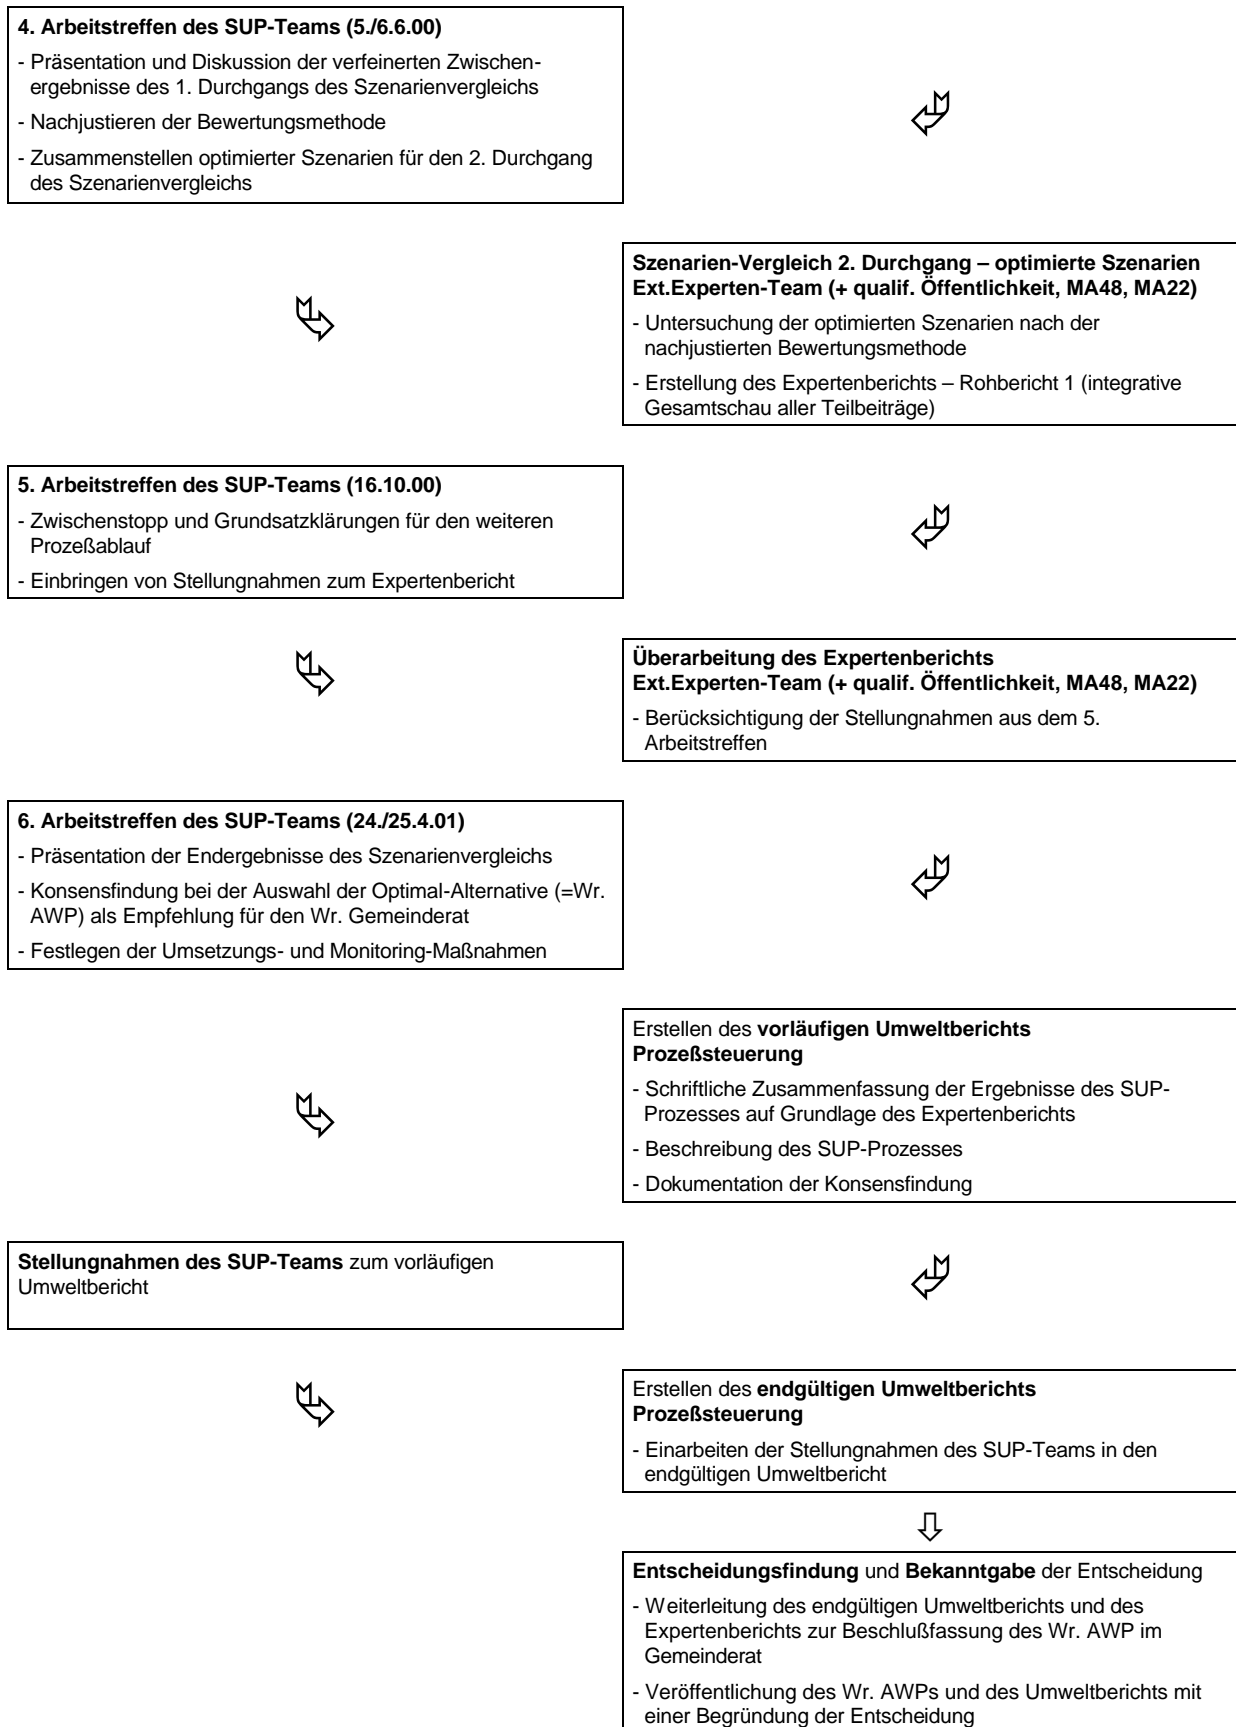 4. Arbeitstreffen des SUP-Teams (5./6.6.00)
- Präsentation und Diskussion der verfeinerten Zwischen-
ergebnisse des 1. Durchgangs des Szenarienvergleichs
- Nachjustieren der Bewertungsmethode
- Zusammenstellen optimierter Szenarien für den 2. Durchgang
des Szenarienvergleichs
Szenarien-Vergleich 2. Durchgang – optimierte Szenarien
Ext.Experten-Team (+ qualif. Öffentlichkeit, MA48, MA22)
- Untersuchung der optimierten Szenarien nach der
nachjustierten Bewertungsmethode
- Erstellung des Expertenberichts – Rohbericht 1 (integrative
Gesamtschau aller Teilbeiträge)
5. Arbeitstreffen des SUP-Teams (16.10.00)
- Zwischenstopp und Grundsatzklärungen für den weiteren
Prozeßablauf
- Einbringen von Stellungnahmen zum Expertenbericht
Überarbeitung des Expertenberichts
Ext.Experten-Team (+ qualif. Öffentlichkeit, MA48, MA22)
- Berücksichtigung der Stellungnahmen aus dem 5.
Arbeitstreffen
6. Arbeitstreffen des SUP-Teams (24./25.4.01)
- Präsentation der Endergebnisse des Szenarienvergleichs
- Konsensfindung bei der Auswahl der Optimal-Alternative (=Wr.
AWP) als Empfehlung für den Wr. Gemeinderat
- Festlegen der Umsetzungs- und Monitoring-Maßnahmen
Erstellen des vorläufigen Umweltberichts
Prozeßsteuerung
- Schriftliche Zusammenfassung der Ergebnisse des SUP-
Prozesses auf Grundlage des Expertenberichts
- Beschreibung des SUP-Prozesses
- Dokumentation der Konsensfindung
Stellungnahmen des SUP-Teams zum vorläufigen
Umweltbericht
Erstellen des endgültigen Umweltberichts
Prozeßsteuerung
- Einarbeiten der Stellungnahmen des SUP-Teams in den
endgültigen Umweltbericht
Entscheidungsfindung und Bekanntgabe der Entscheidung
- Weiterleitung des endgültigen Umweltberichts und des
Expertenberichts zur Beschlußfassung des Wr. AWP im
Gemeinderat
- Veröffentlichung des Wr. AWPs und des Umweltberichts mit
einer Begründung der Entscheidung